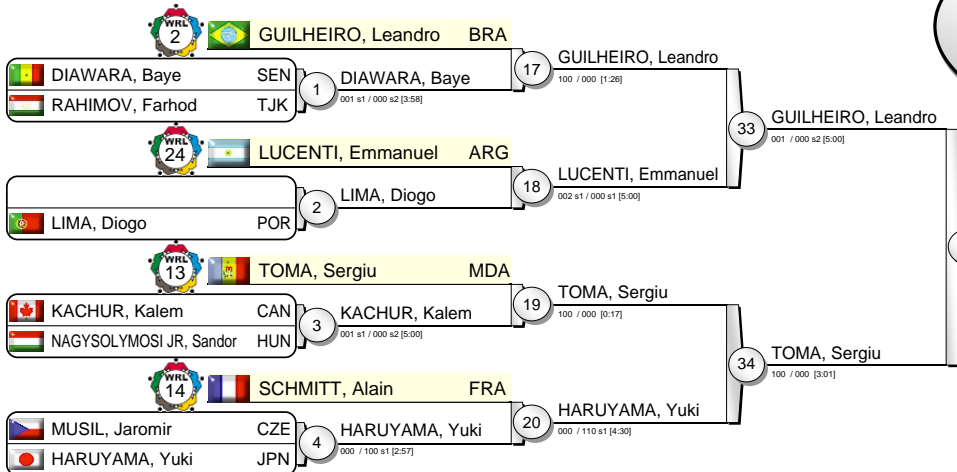 WRL 2 GUILHEIRO, Leandro BRA
DIAWARA, Baye SEN
RAHIMOV, Farhod TJK
1 DIAWARA, Baye
001 s1 / 000 s2 [3:58]
17 GUILHEIRO, Leandro
100 / 000 [1:26]
WRL 24 LUCENTI, Emmanuel ARG
LIMA, Diogo POR
2 LIMA, Diogo
18 LUCENTI, Emmanuel
002 s1 / 000 s1 [5:00]
33 GUILHEIRO, Leandro
001 / 000 s2 [5:00]
WRL 13 TOMA, Sergiu MDA
KACHUR, Kalem CAN
NAGYSOLYMOSI JR, Sandor HUN
3 KACHUR, Kalem
001 s1 / 000 s2 [5:00]
19 TOMA, Sergiu
100 / 000 [0:17]
WRL 14 SCHMITT, Alain FRA
MUSIL, Jaromir CZE
HARUYAMA, Yuki JPN
4 HARUYAMA, Yuki
000 / 100 s1 [2:57]
20 HARUYAMA, Yuki
000 / 110 s1 [4:30]
34 TOMA, Sergiu
100 / 000 [3:01]